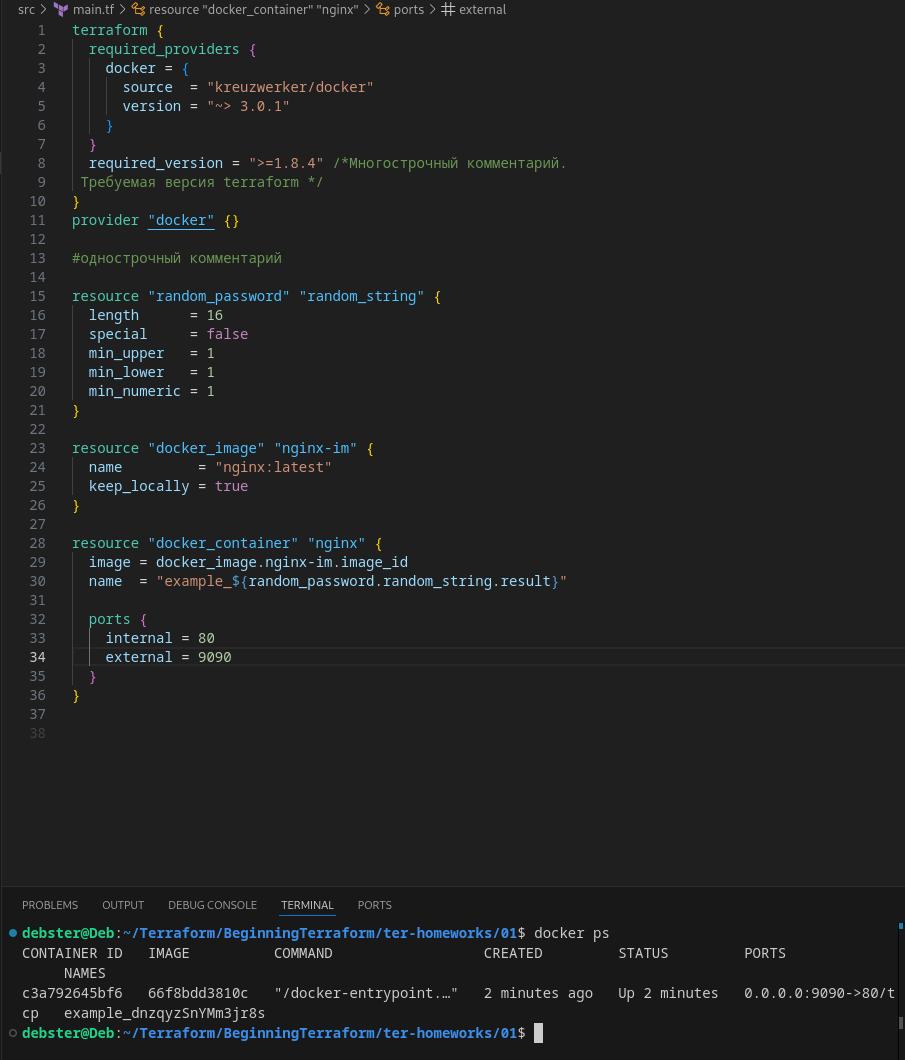 src > main.tf > resource "docker_container" "nginx" > ports > external
1 terraform {
2   required_providers {
3     docker = {
4       source  = "kreuzwerker/docker"
5       version = "~> 3.0.1"
6     }
7   }
8   required_version = ">=1.8.4" /*Многострочный комментарий.
9  Требуемая версия terraform */
10 }
11 provider "docker" {}
12
13 #однострочный комментарий
14
15 resource "random_password" "random_string" {
16   length      = 16
17   special     = false
18   min_upper   = 1
19   min_lower   = 1
20   min_numeric = 1
21 }
22
23 resource "docker_image" "nginx-im" {
24   name         = "nginx:latest"
25   keep_locally = true
26 }
27
28 resource "docker_container" "nginx" {
29   image = docker_image.nginx-im.image_id
30   name  = "example_${random_password.random_string.result}"
31
32   ports {
33     internal = 80
34     external = 9090
35   }
36 }
37
38
PROBLEMS OUTPUT DEBUG CONSOLE TERMINAL PORTS
debster@Deb:~/Terraform/BeginningTerraform/ter-homeworks/01$ docker ps
CONTAINER ID   IMAGE          COMMAND                  CREATED         STATUS         PORTS
     NAMES
c3a792645bf6   66f8bdd3810c   "/docker-entrypoint.…"   2 minutes ago   Up 2 minutes   0.0.0.0:9090->80/t
cp   example_dnzqyzSnYMm3jr8s
debster@Deb:~/Terraform/BeginningTerraform/ter-homeworks/01$